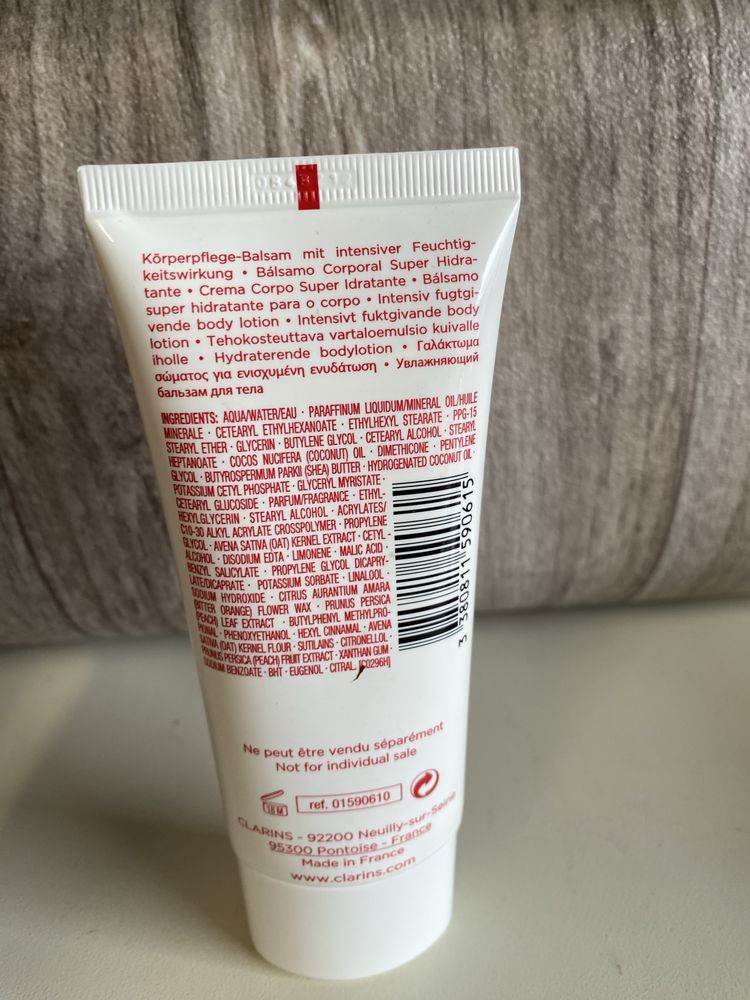 Körperpflege-Balsam mit intensiver Feuchtig-
keitswirkung • Bálsamo Corporal Super Hidra-
tante • Crema Corpo Super Idratante • Bálsamo
super hidratante para o corpo • Intensiv fugtgi-
vende body lotion • Intensivt fuktgivande body
lotion • Tehokosteuttava vartaloemulsio kuivalle
iholle • Hydraterende bodylotion • Γαλάκτωμα
σώματος για ενισχυμένη ενυδάτωση • Увлажняющий
бальзам для тела
INGREDIENTS: AQUA/WATER/EAU · PARAFFINUM LIQUIDUM/MINERAL OIL/HUILE
MINERALE · CETEARYL ETHYLHEXANOATE · ETHYLHEXYL STEARATE · PPG-15
STEARYL ETHER · GLYCERIN · BUTYLENE GLYCOL · CETEARYL ALCOHOL · STEARYL
HEPTANOATE · COCOS NUCIFERA (COCONUT) OIL · DIMETHICONE · PENTYLENE
GLYCOL · BUTYROSPERMUM PARKII (SHEA) BUTTER · HYDROGENATED COCONUT OIL ·
POTASSIUM CETYL PHOSPHATE · GLYCERYL MYRISTATE ·
CETEARYL GLUCOSIDE · PARFUM/FRAGRANCE · ETHYL-
HEXYLGLYCERIN · STEARYL ALCOHOL · ACRYLATES/
C10-30 ALKYL ACRYLATE CROSSPOLYMER · PROPYLENE
GLYCOL · AVENA SATIVA (OAT) KERNEL EXTRACT · CETYL
ALCOHOL · DISODIUM EDTA · LIMONENE · MALIC ACID ·
BENZYL SALICYLATE · PROPYLENE GLYCOL DICAPRY-
LATE/DICAPRATE · POTASSIUM SORBATE · LINALOOL ·
SODIUM HYDROXIDE · CITRUS AURANTIUM AMARA
(BITTER ORANGE) FLOWER WAX · PRUNUS PERSICA
(PEACH) LEAF EXTRACT · BUTYLPHENYL METHYLPRO-
PIONAL · PHENOXYETHANOL · HEXYL CINNAMAL · AVENA
SATIVA (OAT) KERNEL FLOUR · SUTILAINS · CITRONELLOL ·
PRUNUS PERSICA (PEACH) FRUIT EXTRACT · XANTHAN GUM ·
SODIUM BENZOATE · BHT · EUGENOL · CITRAL. [C0296H]
3 380811 590615
Ne peut être vendu séparément
Not for individual sale
18 M
ref. 01590610
CLARINS - 92200 Neuilly-sur-Seine
95300 Pontoise - France
Made in France
www.clarins.com